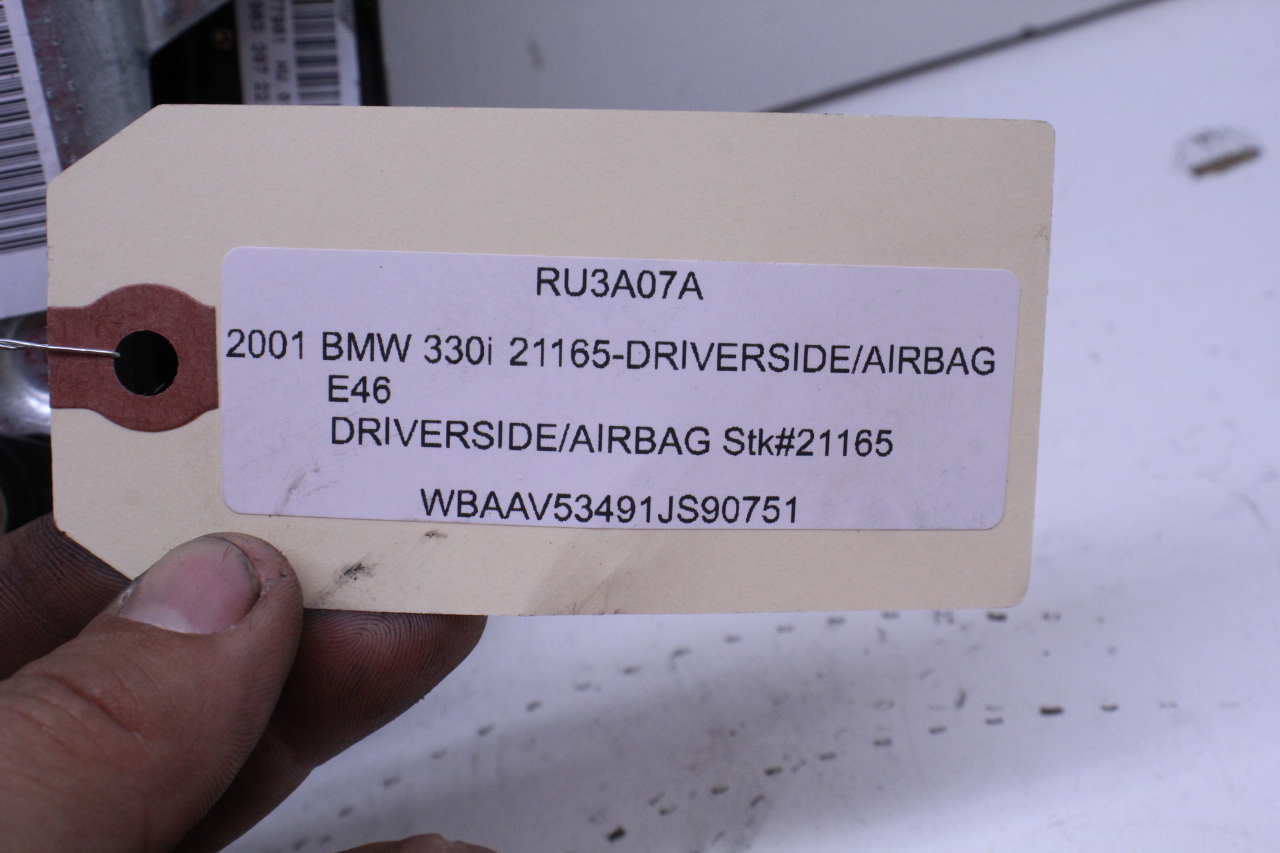 RU3A07A
2001 BMW 330i 21165-DRIVERSIDE/AIRBAG
E46
DRIVERSIDE/AIRBAG Stk#21165
WBAAV53491JS90751